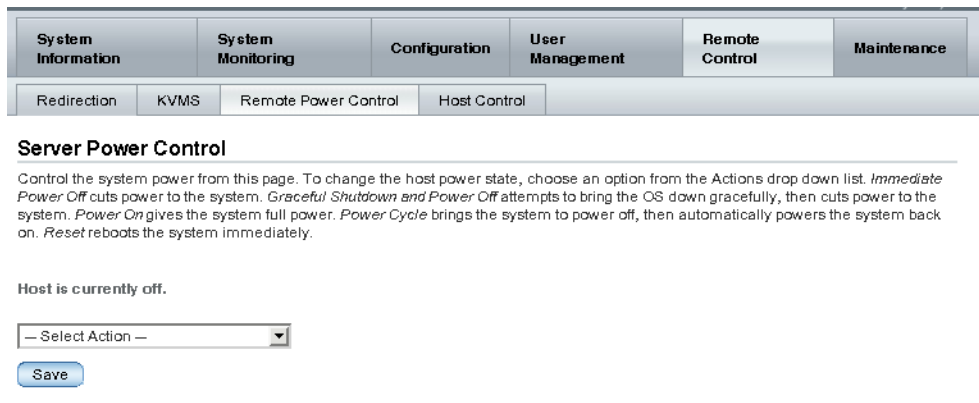 System Information
System Monitoring
Configuration
User Management
Remote Control
Maintenance
Redirection
KVMS
Remote Power Control
Host Control
Server Power Control
Control the system power from this page. To change the host power state, choose an option from the Actions drop down list. Immediate
Power Off cuts power to the system. Graceful Shutdown and Power Off attempts to bring the OS down gracefully, then cuts power to the
system. Power On gives the system full power. Power Cycle brings the system to power off, then automatically powers the system back
on. Reset reboots the system immediately.
Host is currently off.
— Select Action —
Save